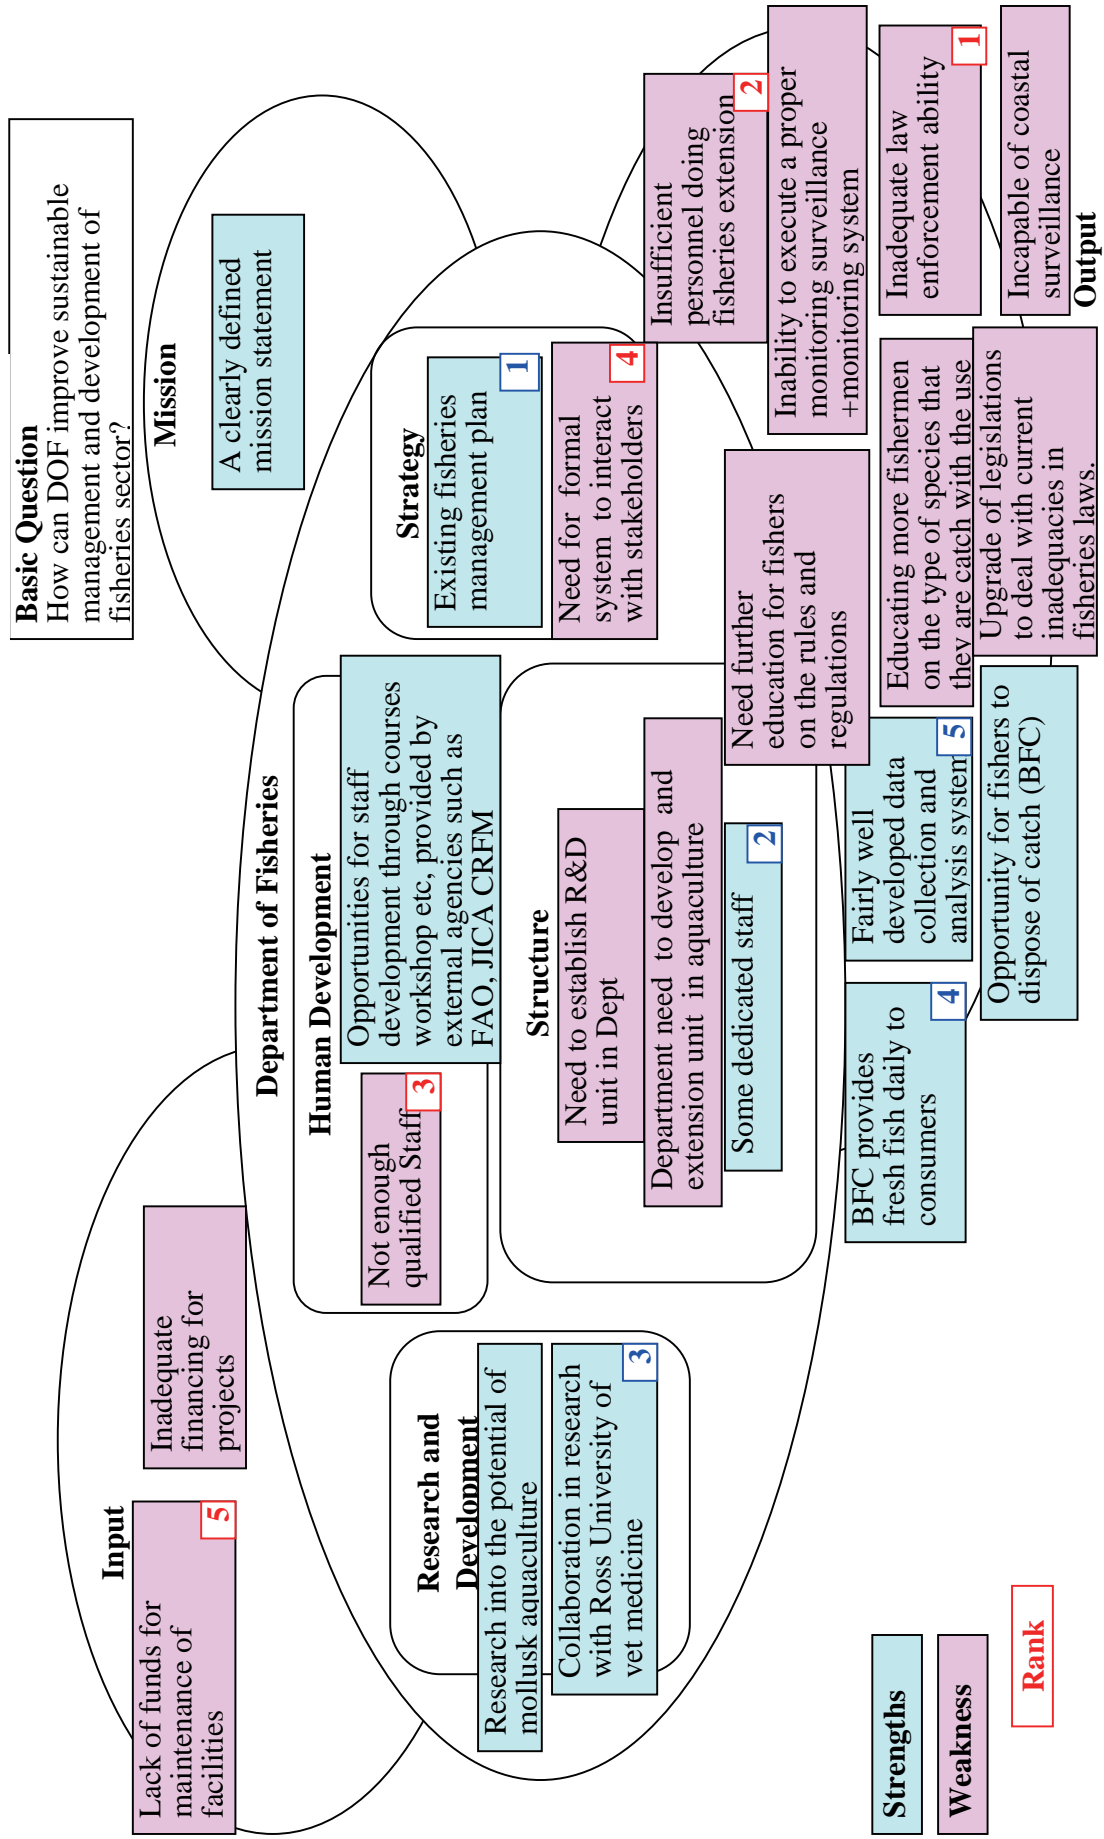 Basic Question
How can DOF improve sustainable
management and development of
fisheries sector?
Input
Lack of funds for
maintenance of
facilities
5
Inadequate
financing for
projects
Mission
A clearly defined
mission statement
Department of Fisheries
Research and
Development
Research into the potential of
mollusk aquaculture
Collaboration in research
with Ross University of
vet medicine
3
Human Development
Not enough
qualified Staff
3
Opportunities for staff
development through courses
workshop etc, provided by
external agencies such as
FAO, JICA CRFM
Strategy
Existing fisheries
management plan
1
Need for formal
system to interact
with stakeholders
4
Structure
Need to establish R&D
unit in Dept
Department need to develop and
extension unit in aquaculture
Some dedicated staff
2
Need further
education for fishers
on the rules and
regulations
Insufficient
personnel doing
fisheries extension
2
Inability to execute a proper
monitoring surveillance
+monitoring system
Inadequate law
enforcement ability
1
Incapable of coastal
surveillance
Output
BFC provides
fresh fish daily to
consumers
4
Fairly well
developed data
collection and
analysis system
5
Opportunity for fishers to
dispose of catch (BFC)
Educating more fishermen
on the type of species that
they are catch with the use
Upgrade of legislations
to deal with current
inadequacies in
fisheries laws.
Strengths
Weakness
Rank